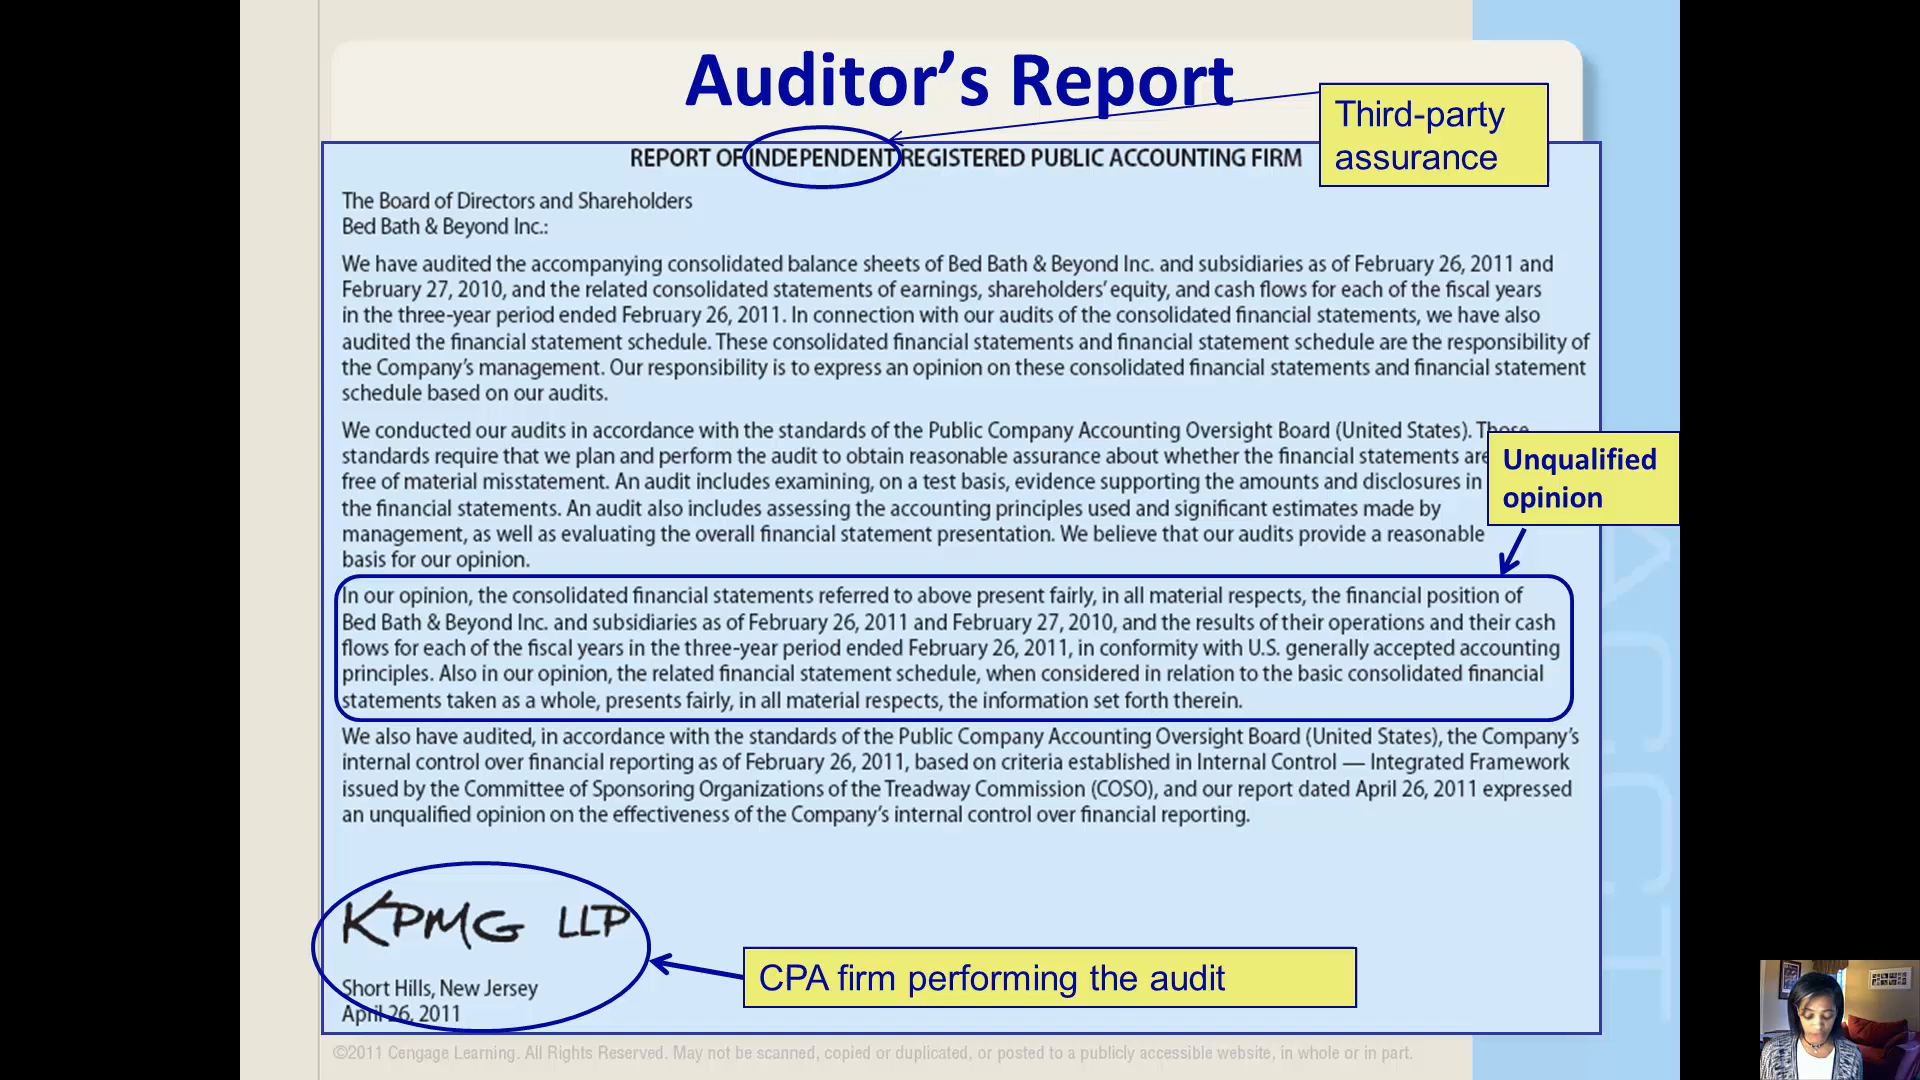 Auditor’s Report
Third-party
assurance
REPORT OF INDEPENDENT REGISTERED PUBLIC ACCOUNTING FIRM
The Board of Directors and Shareholders
Bed Bath & Beyond Inc.:
We have audited the accompanying consolidated balance sheets of Bed Bath & Beyond Inc. and subsidiaries as of February 26, 2011 and
February 27, 2010, and the related consolidated statements of earnings, shareholders’ equity, and cash flows for each of the fiscal years
in the three-year period ended February 26, 2011. In connection with our audits of the consolidated financial statements, we have also
audited the financial statement schedule. These consolidated financial statements and financial statement schedule are the responsibility of
the Company’s management. Our responsibility is to express an opinion on these consolidated financial statements and financial statement
schedule based on our audits.
We conducted our audits in accordance with the standards of the Public Company Accounting Oversight Board (United States). Those
standards require that we plan and perform the audit to obtain reasonable assurance about whether the financial statements are
free of material misstatement. An audit includes examining, on a test basis, evidence supporting the amounts and disclosures in
the financial statements. An audit also includes assessing the accounting principles used and significant estimates made by
management, as well as evaluating the overall financial statement presentation. We believe that our audits provide a reasonable
basis for our opinion.
Unqualified
opinion
In our opinion, the consolidated financial statements referred to above present fairly, in all material respects, the financial position of
Bed Bath & Beyond Inc. and subsidiaries as of February 26, 2011 and February 27, 2010, and the results of their operations and their cash
flows for each of the fiscal years in the three-year period ended February 26, 2011, in conformity with U.S. generally accepted accounting
principles. Also in our opinion, the related financial statement schedule, when considered in relation to the basic consolidated financial
statements taken as a whole, presents fairly, in all material respects, the information set forth therein.
We also have audited, in accordance with the standards of the Public Company Accounting Oversight Board (United States), the Company’s
internal control over financial reporting as of February 26, 2011, based on criteria established in Internal Control — Integrated Framework
issued by the Committee of Sponsoring Organizations of the Treadway Commission (COSO), and our report dated April 26, 2011 expressed
an unqualified opinion on the effectiveness of the Company’s internal control over financial reporting.
KPMG LLP
CPA firm performing the audit
Short Hills, New Jersey
April 26, 2011
©2011 Cengage Learning. All Rights Reserved. May not be scanned, copied or duplicated, or posted to a publicly accessible website, in whole or in part.